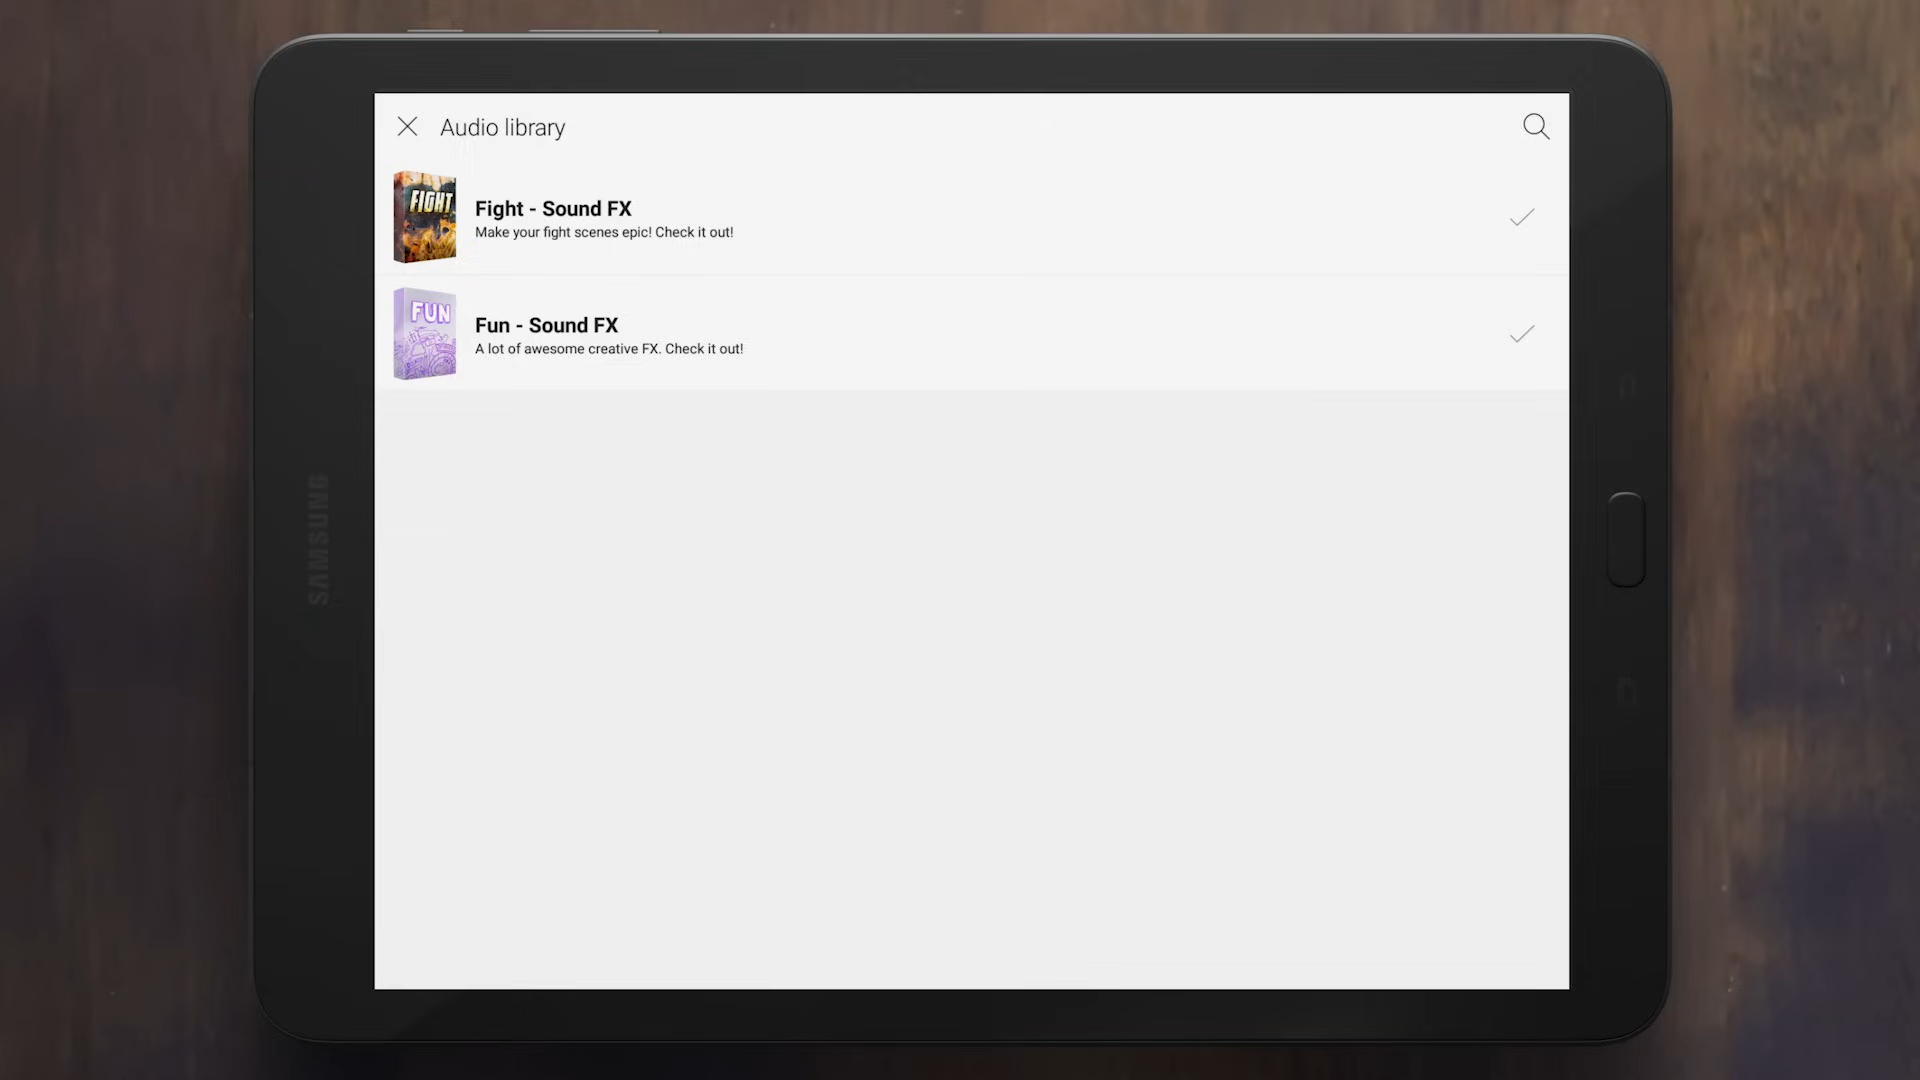 Audio library
FIGHT
Fight - Sound FX
Make your fight scenes epic! Check it out!
FUN
Fun - Sound FX
A lot of awesome creative FX. Check it out!
SAMSUNG